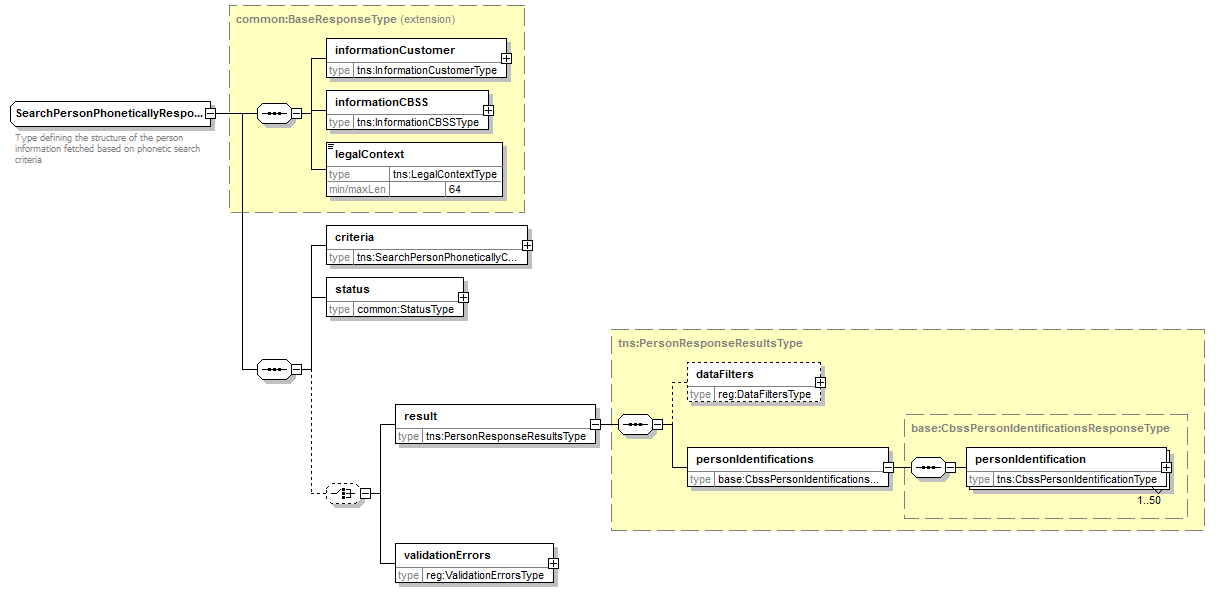 common:BaseResponseType (extension)
informationCustomer
type tns:InformationCustomerType
informationCBSS
type tns:InformationCBSSType
legalContext
type tns:LegalContextType
min/maxLen 64
SearchPersonPhoneticallyRespo...
Type defining the structure of the person
information fetched based on phonetic search
criteria
criteria
type tns:SearchPersonPhoneticallyC...
status
type common:StatusType
tns:PersonResponseResultsType
dataFilters
type reg:DataFiltersType
result
type tns:PersonResponseResultsType
base:CbssPersonIdentificationsResponseType
personIdentifications
type base:CbssPersonIdentifications...
personIdentification
type tns:CbssPersonIdentificationType
1..50
validationErrors
type reg:ValidationErrorsType